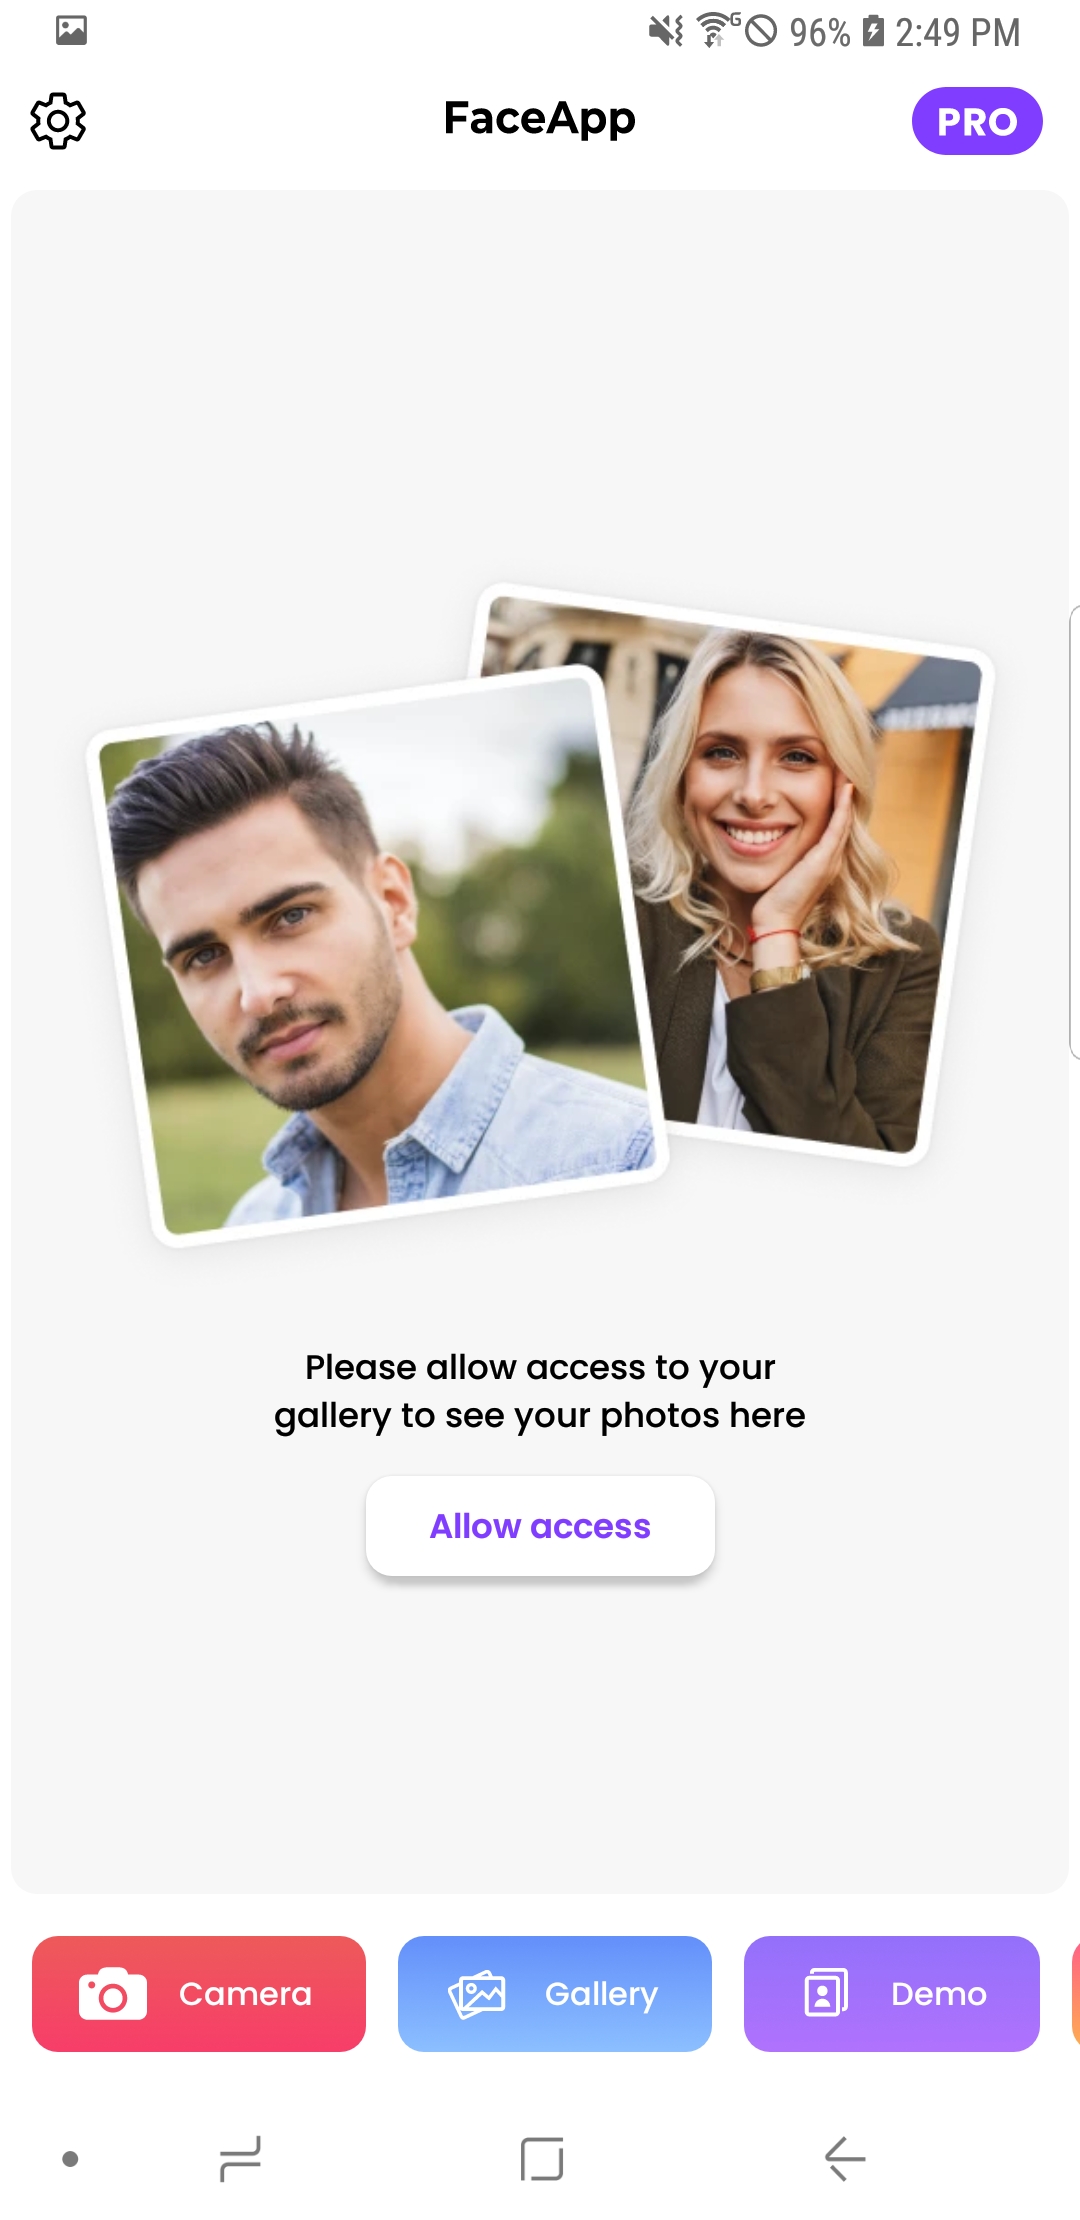 G 96% 2:49 PM
FaceApp
PRO
Please allow access to your
gallery to see your photos here
Allow access
Camera
Gallery
Demo